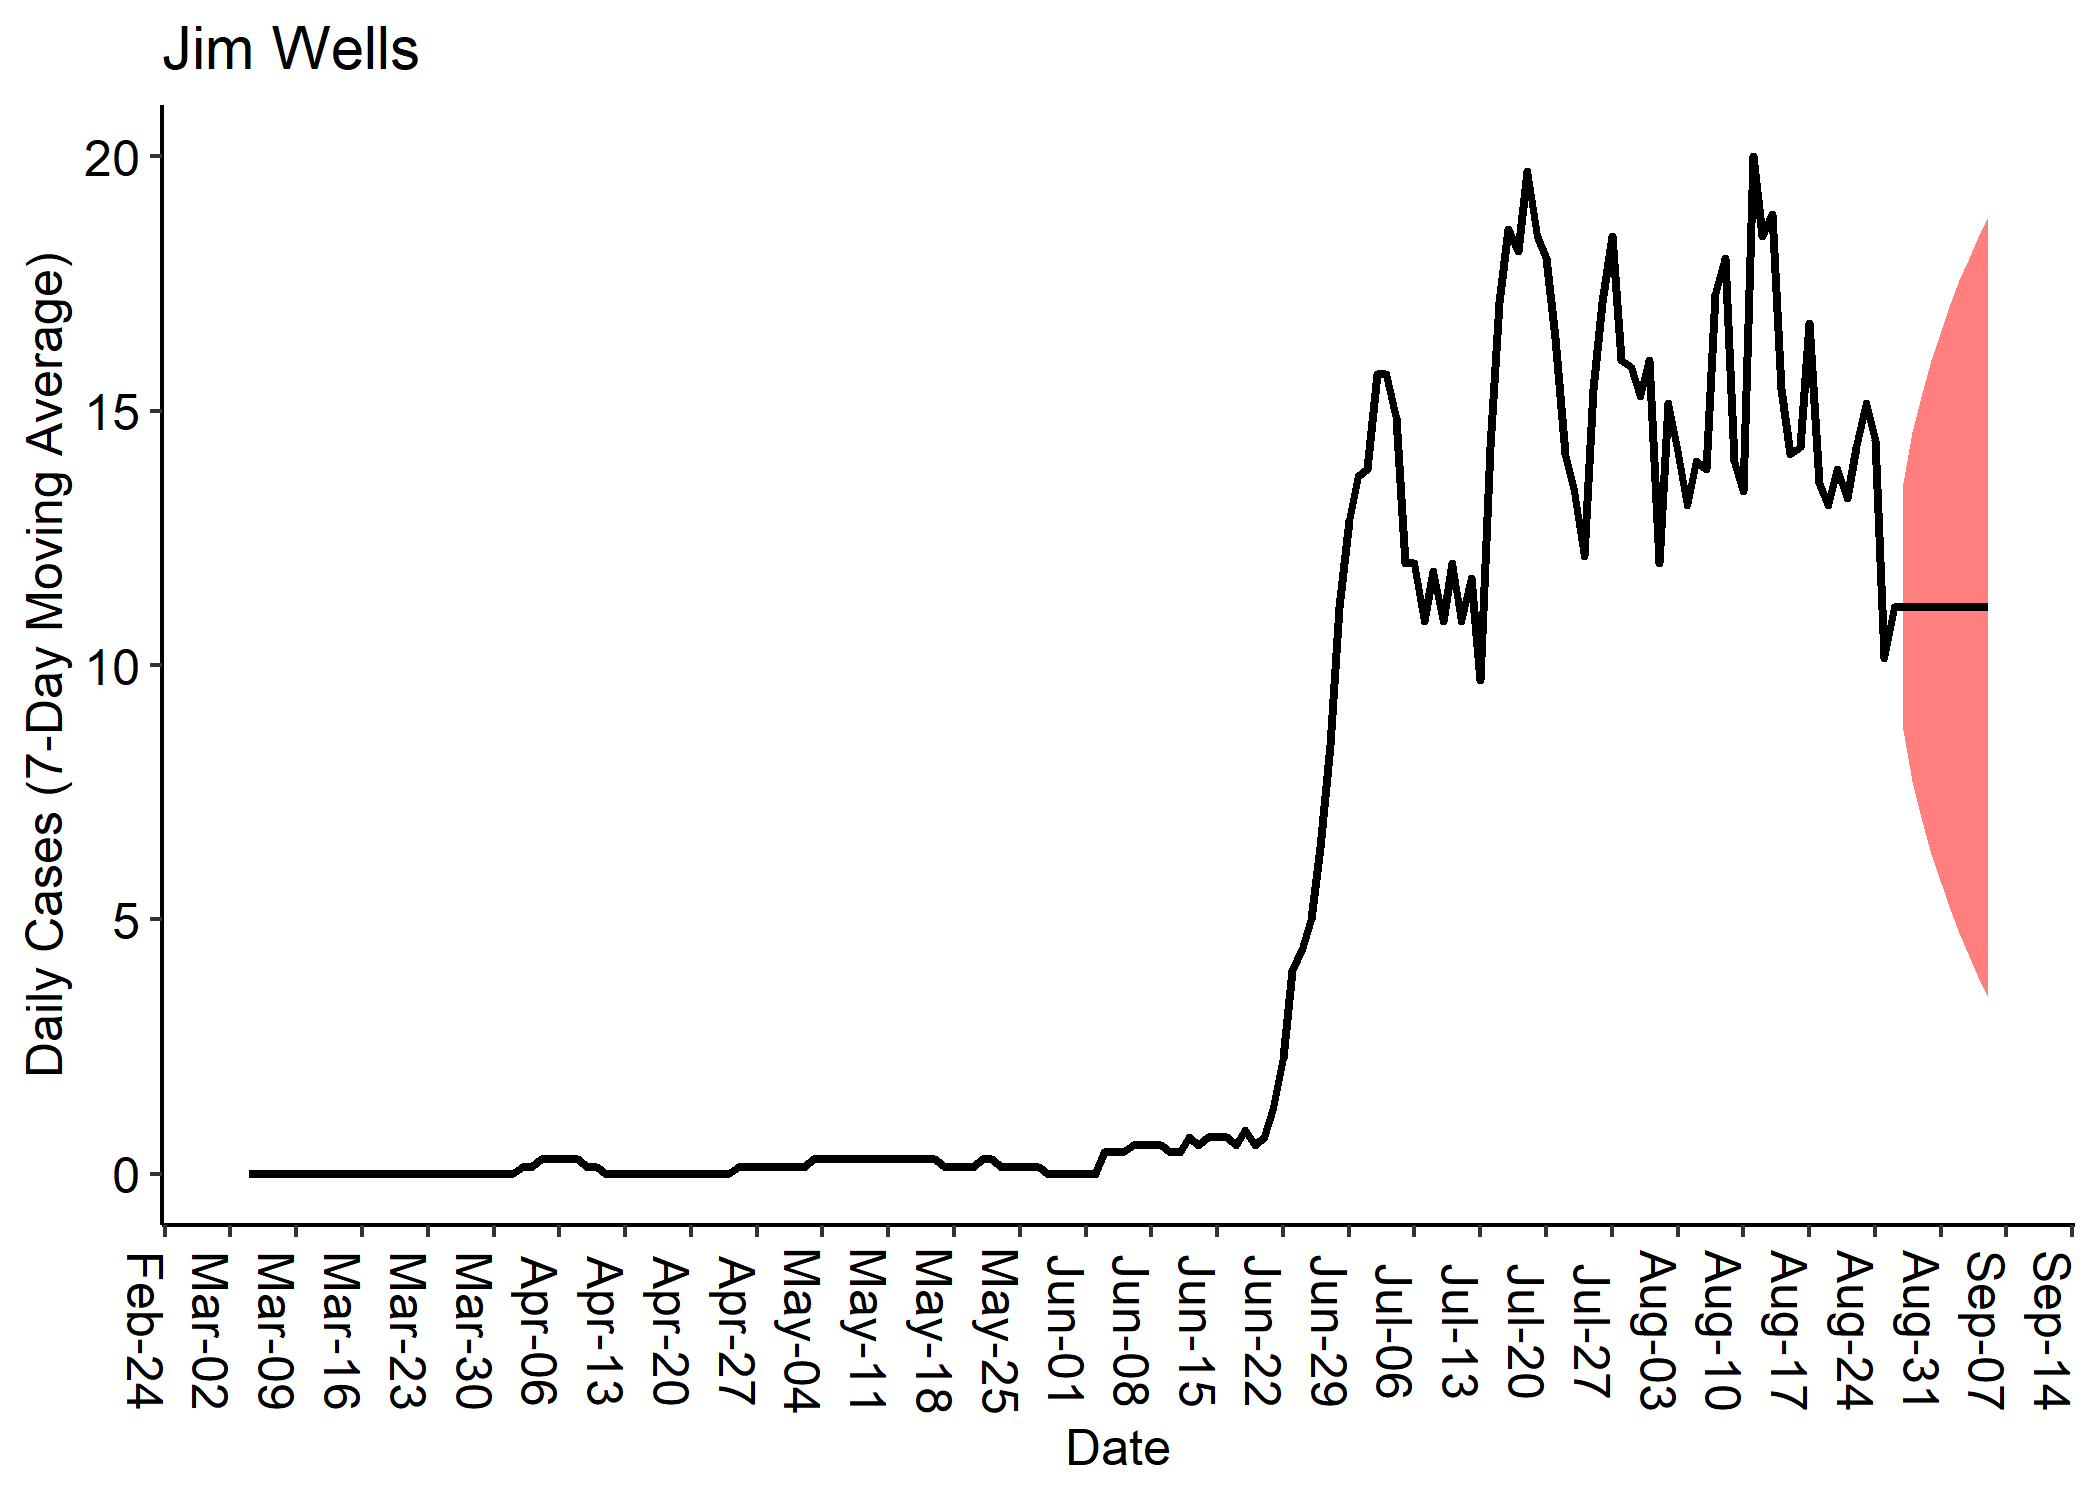 Jim Wells
Daily Cases (7-Day Moving Average)
20
15
10
5
0
Feb-24
Mar-02
Mar-09
Mar-16
Mar-23
Mar-30
Apr-06
Apr-13
Apr-20
Apr-27
May-04
May-11
May-18
May-25
Jun-01
Jun-08
Jun-15
Jun-22
Jun-29
Jul-06
Jul-13
Jul-20
Jul-27
Aug-03
Aug-10
Aug-17
Aug-24
Aug-31
Sep-07
Sep-14
Date